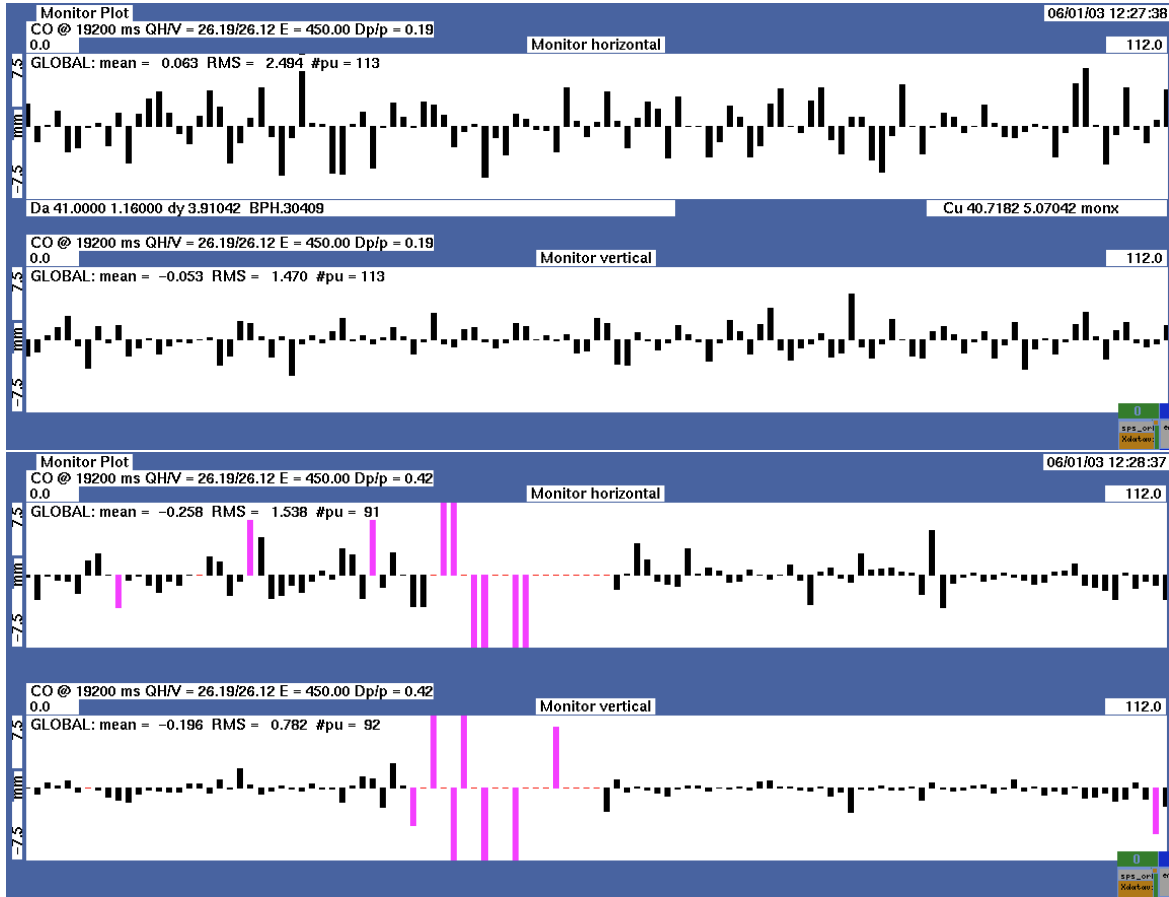 Monitor Plot 06/01/03 12:27:38
CO @ 19200 ms QH/V = 26.19/26.12 E = 450.00 Dp/p = 0.19
0.0 Monitor horizontal 112.0
GLOBAL: mean = 0.063 RMS = 2.494 #pu = 113
7.5
mm
−7.5
Da 41.0000 1.16000 dy 3.91042 BPH.30409 Cu 40.7182 5.07042 monx
CO @ 19200 ms QH/V = 26.19/26.12 E = 450.00 Dp/p = 0.19
0.0 Monitor vertical 112.0
GLOBAL: mean = −0.053 RMS = 1.470 #pu = 113
7.5
mm
−7.5
0
Monitor Plot 06/01/03 12:28:37
CO @ 19200 ms QH/V = 26.19/26.12 E = 450.00 Dp/p = 0.42
0.0 Monitor horizontal 112.0
GLOBAL: mean = −0.258 RMS = 1.538 #pu = 91
7.5
mm
−7.5
CO @ 19200 ms QH/V = 26.19/26.12 E = 450.00 Dp/p = 0.42
0.0 Monitor vertical 112.0
GLOBAL: mean = −0.196 RMS = 0.782 #pu = 92
7.5
mm
−7.5
0